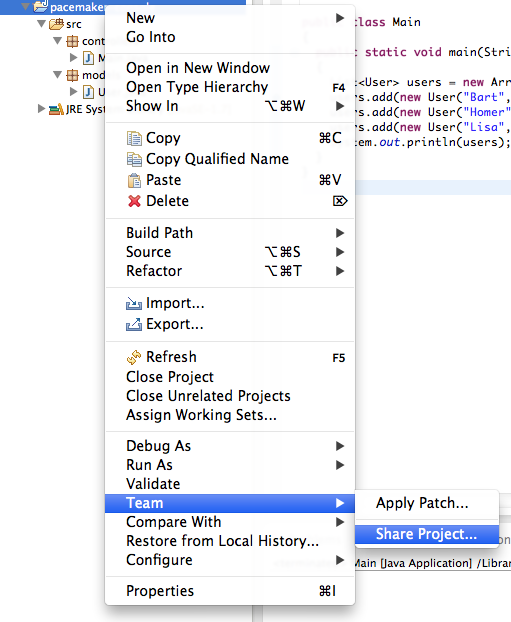 New
Go Into
Open in New Window
Open Type Hierarchy F4
Show In ⌥⌘W
Copy ⌘C
Copy Qualified Name
Paste ⌘V
Delete ⌦
Build Path
Source ⌥⌘S
Refactor ⌥⌘T
Import...
Export...
Refresh F5
Close Project
Close Unrelated Projects
Assign Working Sets...
Debug As
Run As
Validate
Team
Compare With
Restore from Local History...
Configure
Properties ⌘I
Apply Patch...
Share Project...
src
JRE Sys
class Main
static void main(Stri
<User> users = new Arr
rs.add(new User("Bart",
rs.add(new User("Homer"
rs.add(new User("Lisa",
tem.out.println(users);
Main [Java Application] /Librar